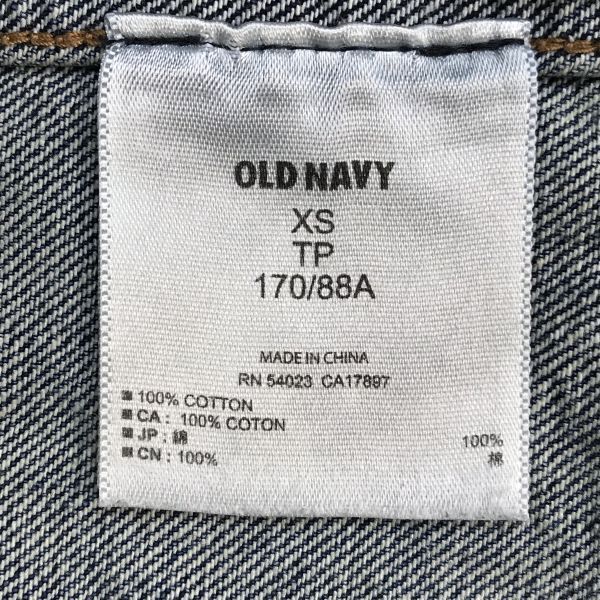 OLD NAVY
XS
TP
170/88A
MADE IN CHINA
RN 54023 CA17897
■ 100% COTTON
■ CA : 100% COTON
■ JP : 綿
■ CN : 100%
100%
棉